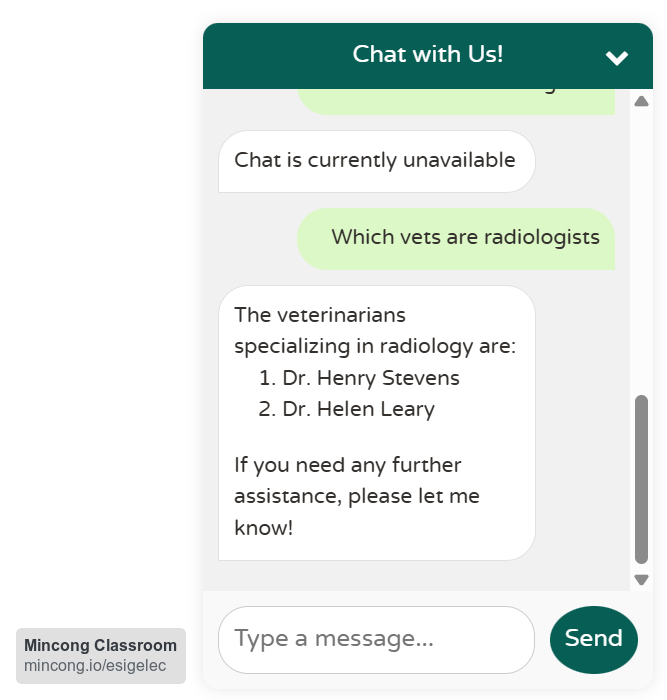 Chat with Us!
Chat is currently unavailable
Which vets are radiologists
The veterinarians
specializing in radiology are:
1. Dr. Henry Stevens
2. Dr. Helen Leary
If you need any further
assistance, please let me
know!
Type a message...
Send
Mincong Classroom
mincong.io/esigelec